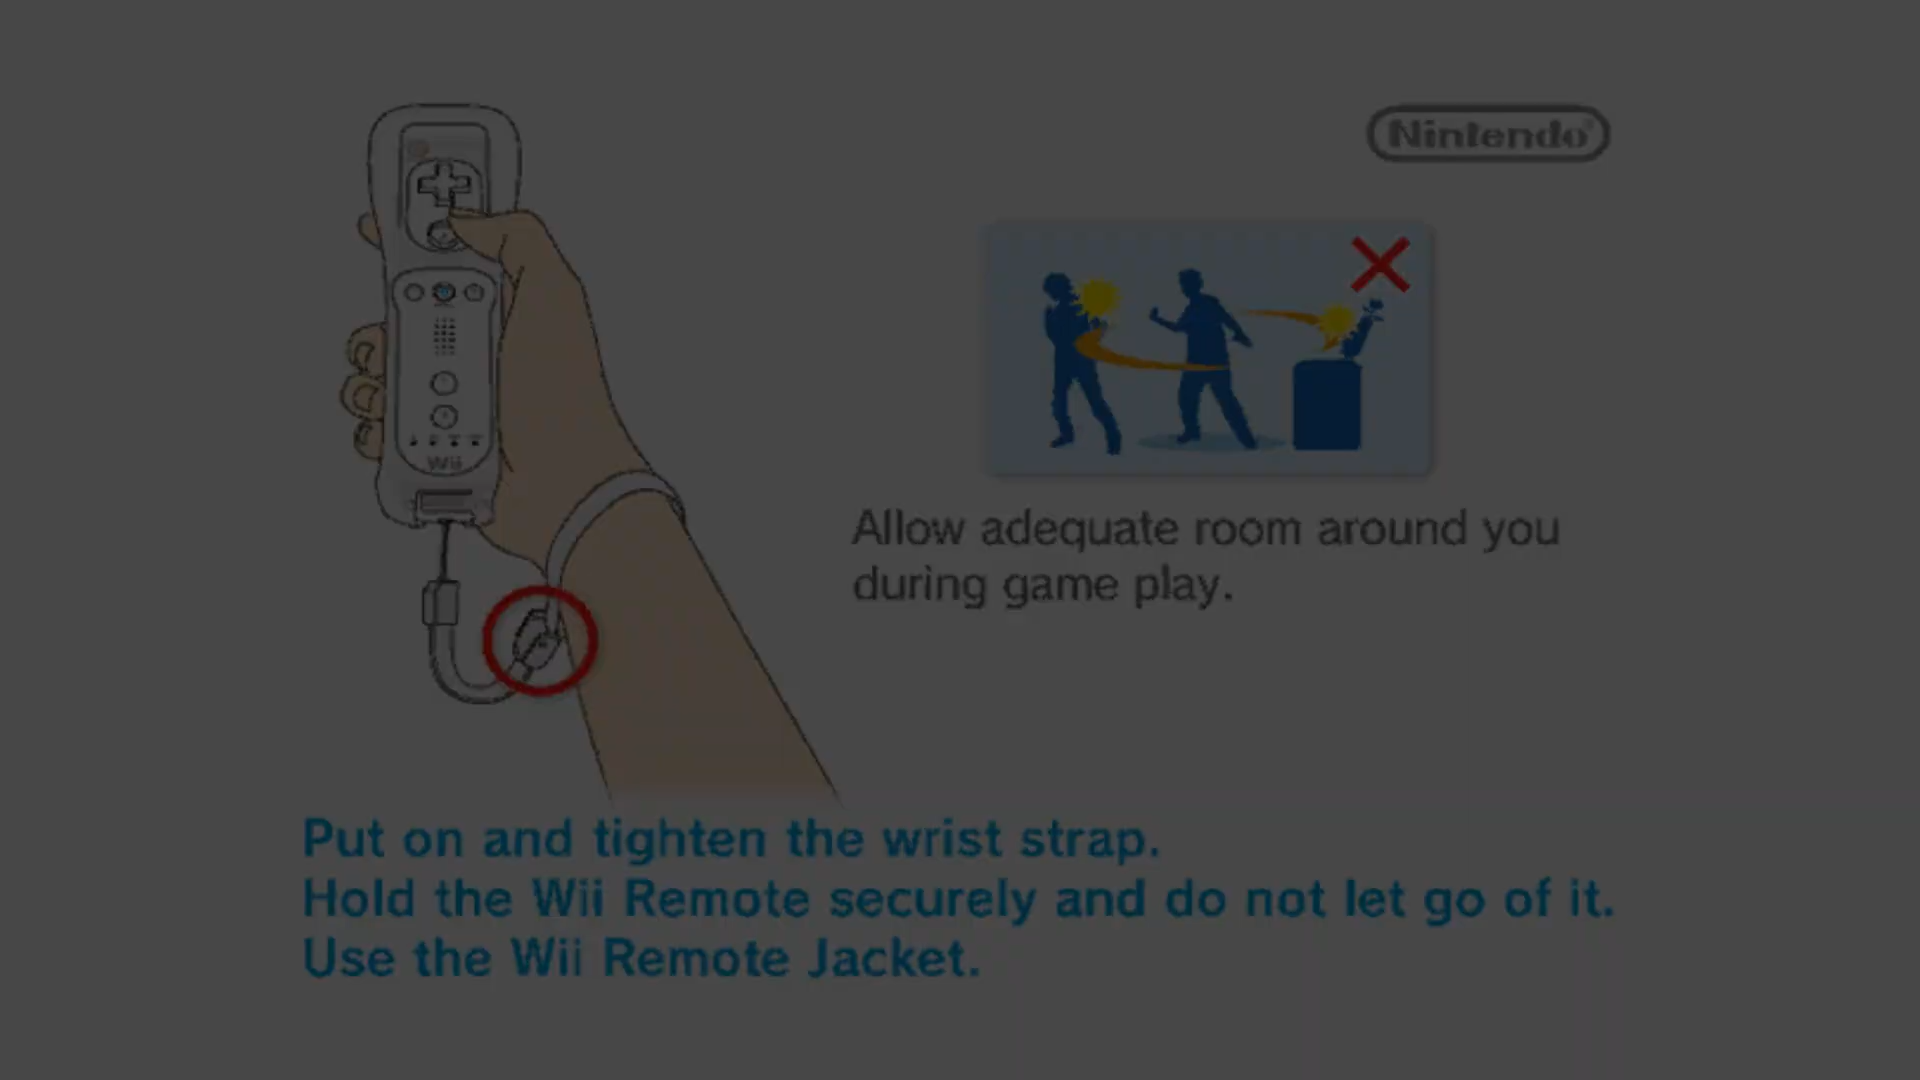 Nintendo
Wii
Allow adequate room around you
during game play.
Put on and tighten the wrist strap.
Hold the Wii Remote securely and do not let go of it.
Use the Wii Remote Jacket.